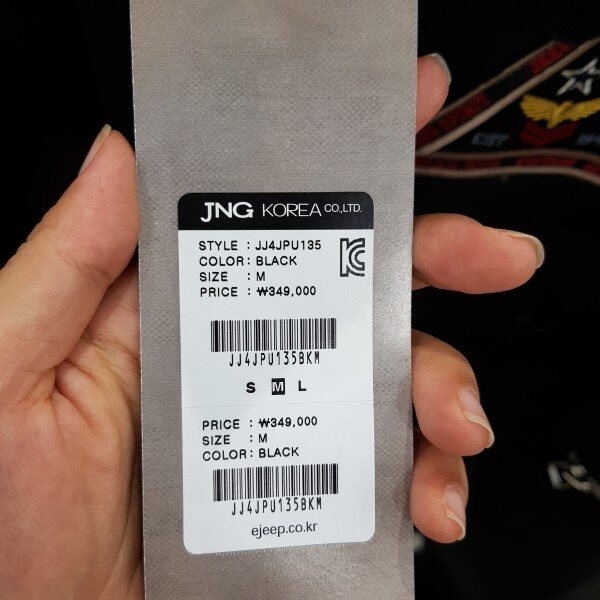 JNG KOREA CO.,LTD.
STYLE : JJ4JPU135
COLOR : BLACK
SIZE : M
PRICE : ₩349,000
JJ4JPU135BKM
S M L
PRICE : ₩349,000
SIZE : M
COLOR : BLACK
JJ4JPU135BKM
ejeep.co.kr
EST